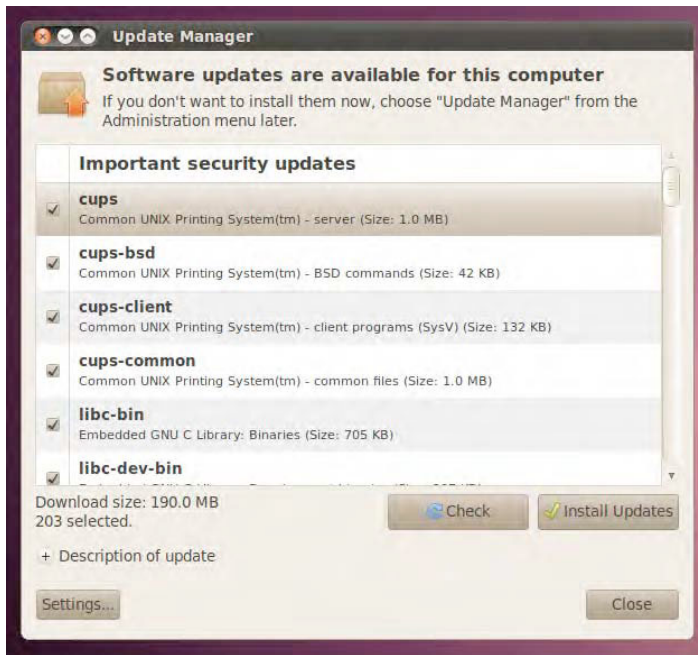 Update Manager
Software updates are available for this computer
If you don't want to install them now, choose "Update Manager" from the
Administration menu later.
Important security updates
cups
Common UNIX Printing System(tm) - server (Size: 1.0 MB)
cups-bsd
Common UNIX Printing System(tm) - BSD commands (Size: 42 KB)
cups-client
Common UNIX Printing System(tm) - client programs (SysV) (Size: 132 KB)
cups-common
Common UNIX Printing System(tm) - common files (Size: 1.0 MB)
libc-bin
Embedded GNU C Library: Binaries (Size: 705 KB)
libc-dev-bin
Download size: 190.0 MB
203 selected.
Check
Install Updates
+ Description of update
Settings...
Close